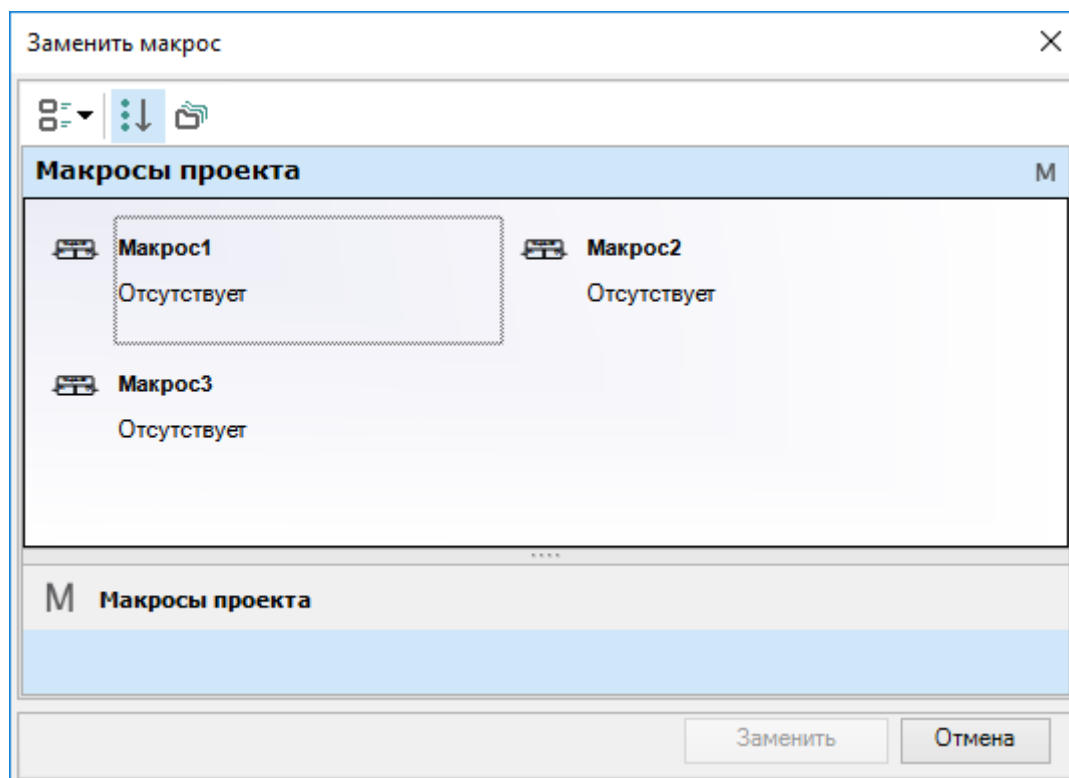 Заменить макрос
Макросы проекта M
Макрос1 Макрос2
Отсутствует Отсутствует
Макрос3
Отсутствует
M Макросы проекта
Заменить Отмена